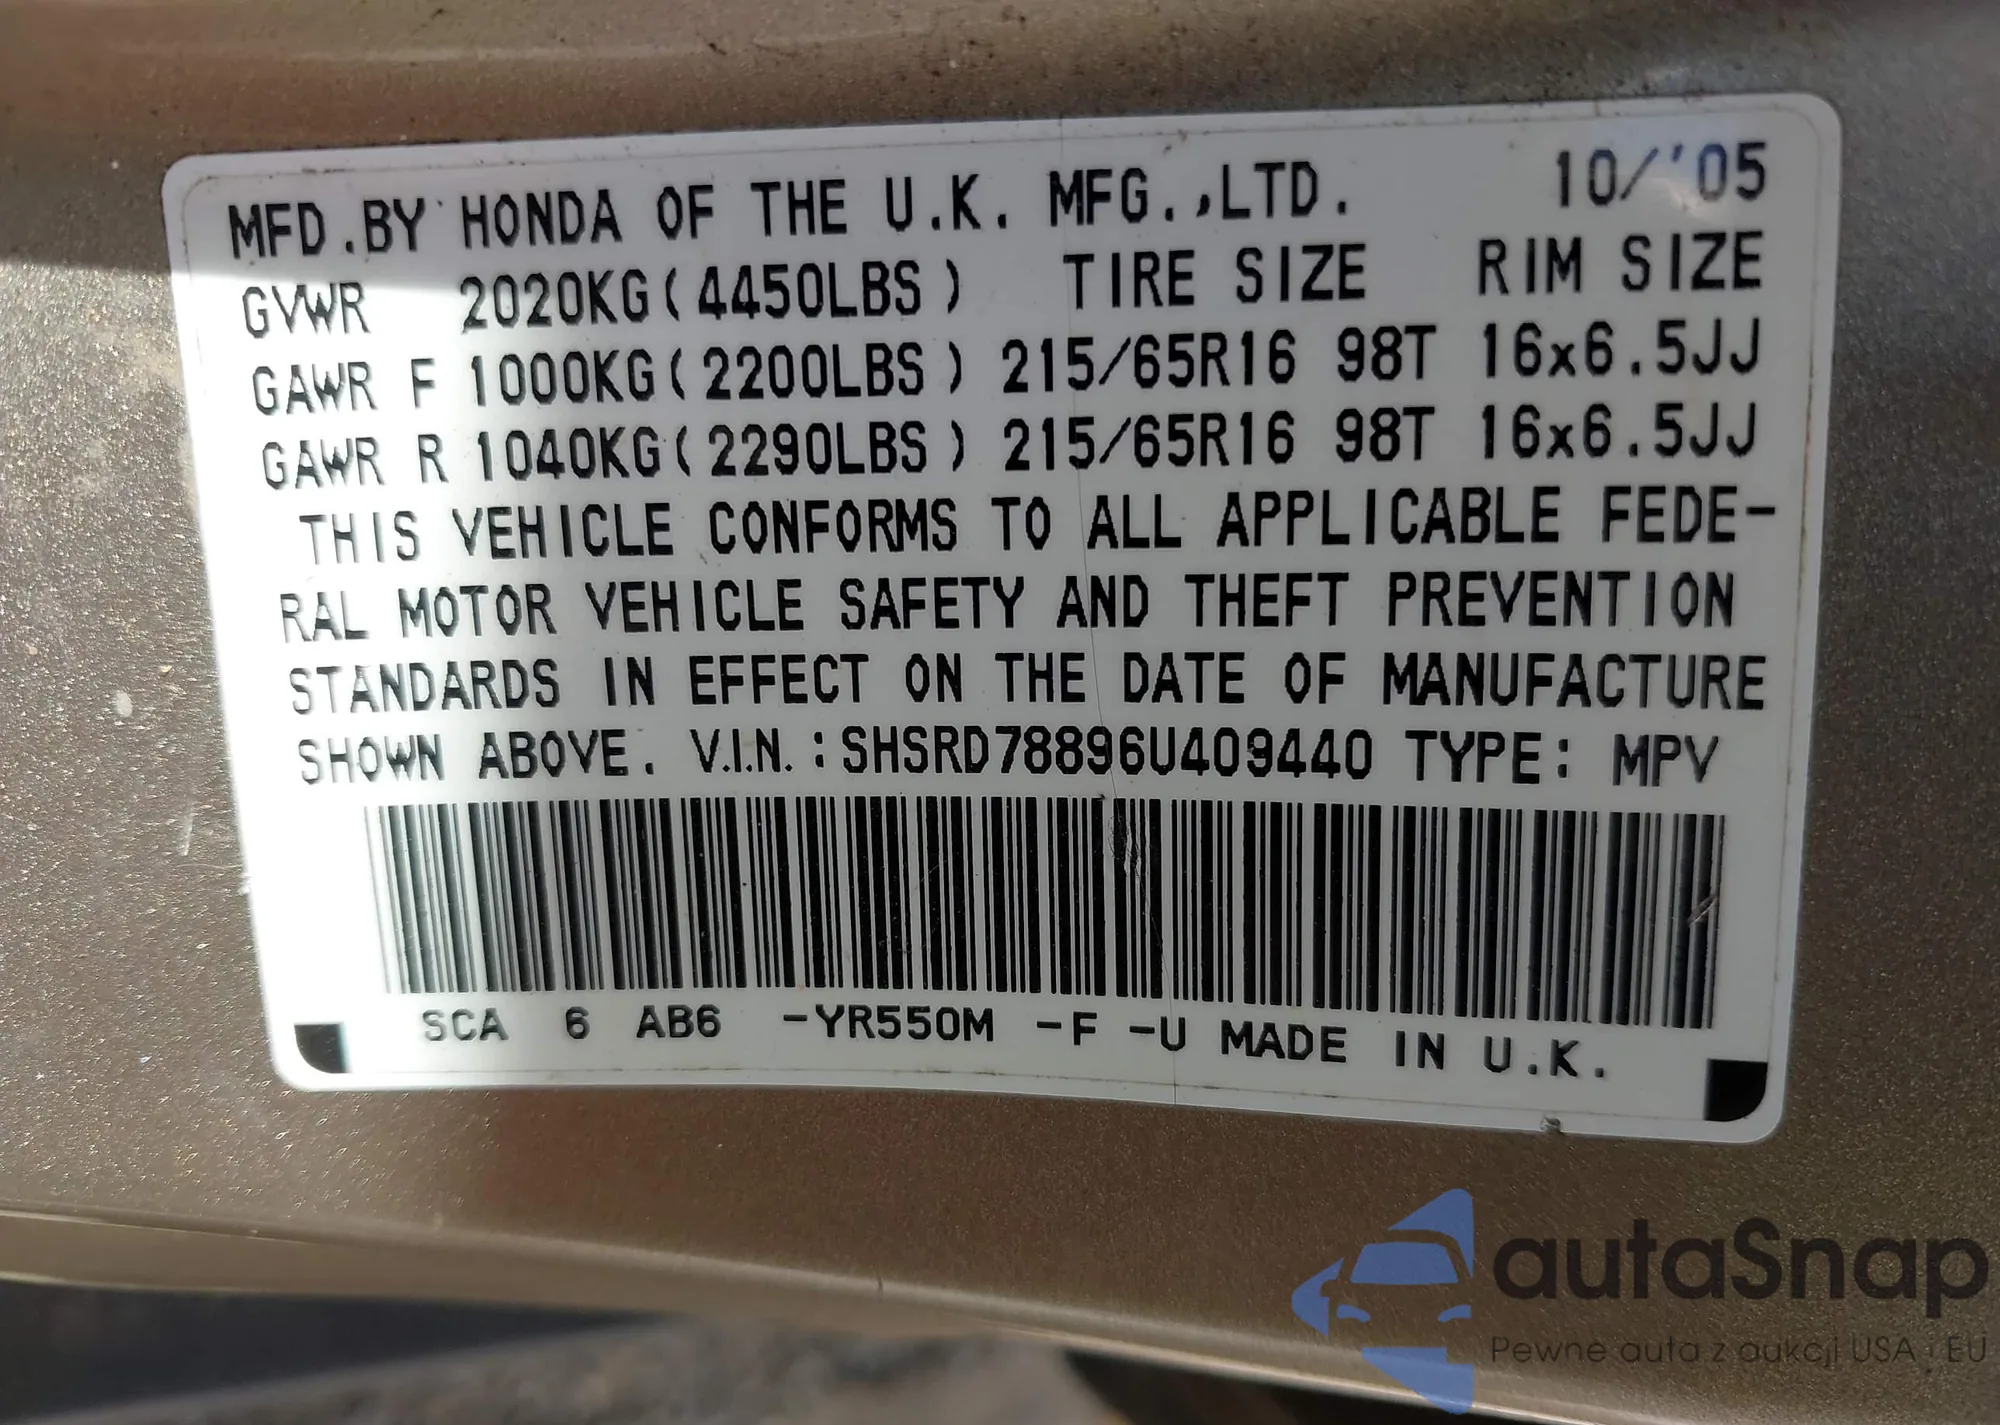 MFD.BY HONDA OF THE U.K. MFG.,LTD. 10/'05
GVWR 2020KG(4450LBS) TIRE SIZE RIM SIZE
GAWR F 1000KG(2200LBS) 215/65R16 98T 16x6.5JJ
GAWR R 1040KG(2290LBS) 215/65R16 98T 16x6.5JJ
THIS VEHICLE CONFORMS TO ALL APPLICABLE FEDE-
RAL MOTOR VEHICLE SAFETY AND THEFT PREVENTION
STANDARDS IN EFFECT ON THE DATE OF MANUFACTURE
SHOWN ABOVE. V.I.N.:SHSRD78896U409440 TYPE: MPV
SCA 6 AB6 -YR550M -F -U MADE IN U.K.
autaSnap
Pewne auta z aukcji USA i EU